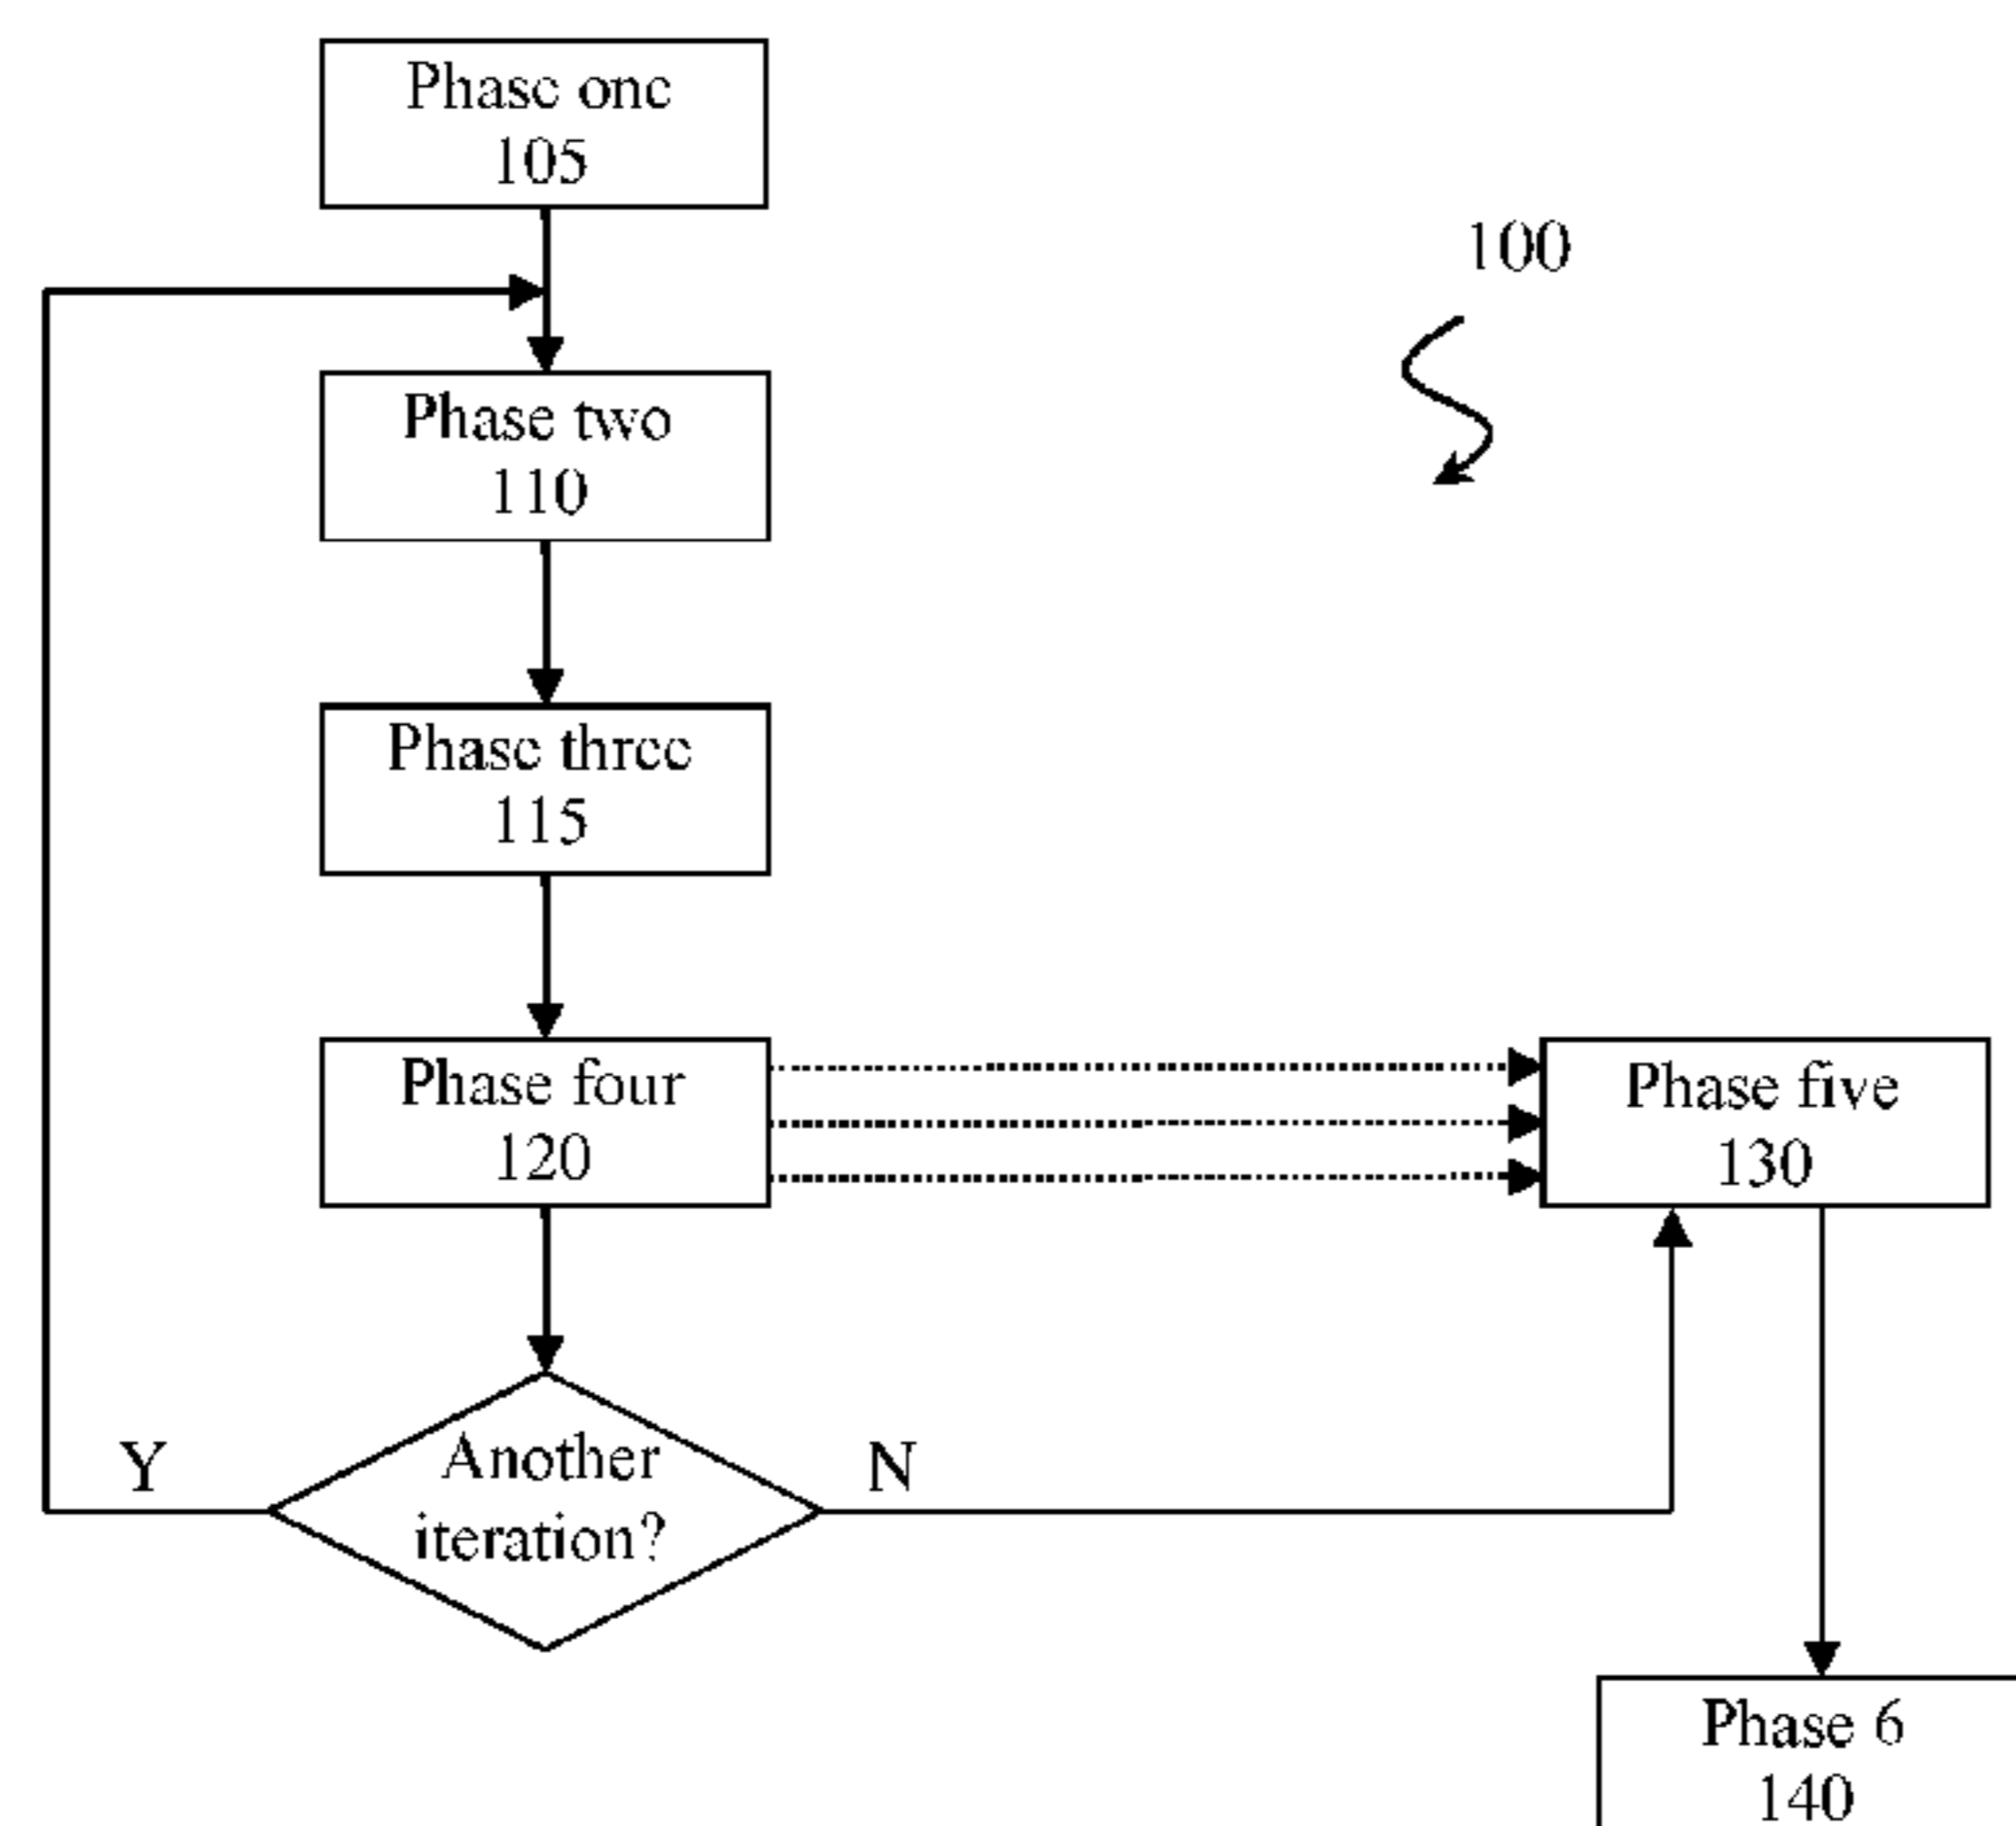 Phase one
105
100
Phase two
110
Phase three
115
Phase four
120
Phase five
130
Y
Another
iteration?
N
Phase 6
140